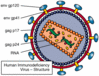 env gp120
env gp41
gag p17
gag p24
RNA
Human Immunodeficiency
Virus - Structure